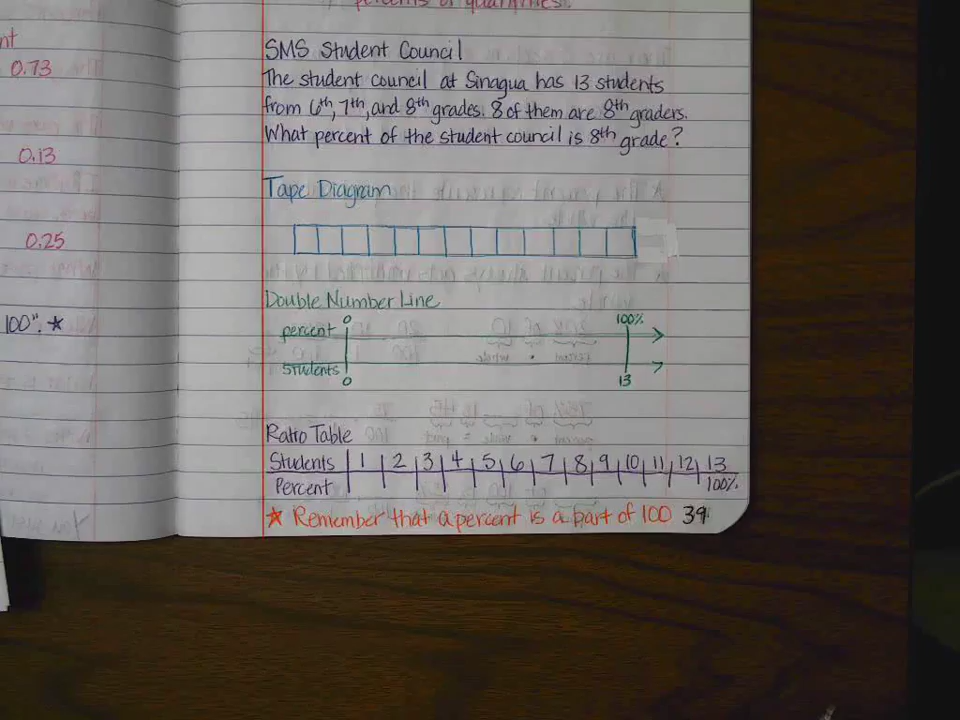 percents of quantities.
0.73
0.13
0.25
100". ★
SMS Student Council
The student council at Sinagua has 13 students
from 6th, 7th, and 8th grades. 8 of them are 8th graders.
What percent of the student council is 8th grade?
Tape Diagram
Double Number Line
0 100%
percent
students
0 13
Ratio Table
Students 1 2 3 4 5 6 7 8 9 10 11 12 13
Percent 100%
★ Remember that a percent is a part of 100 39